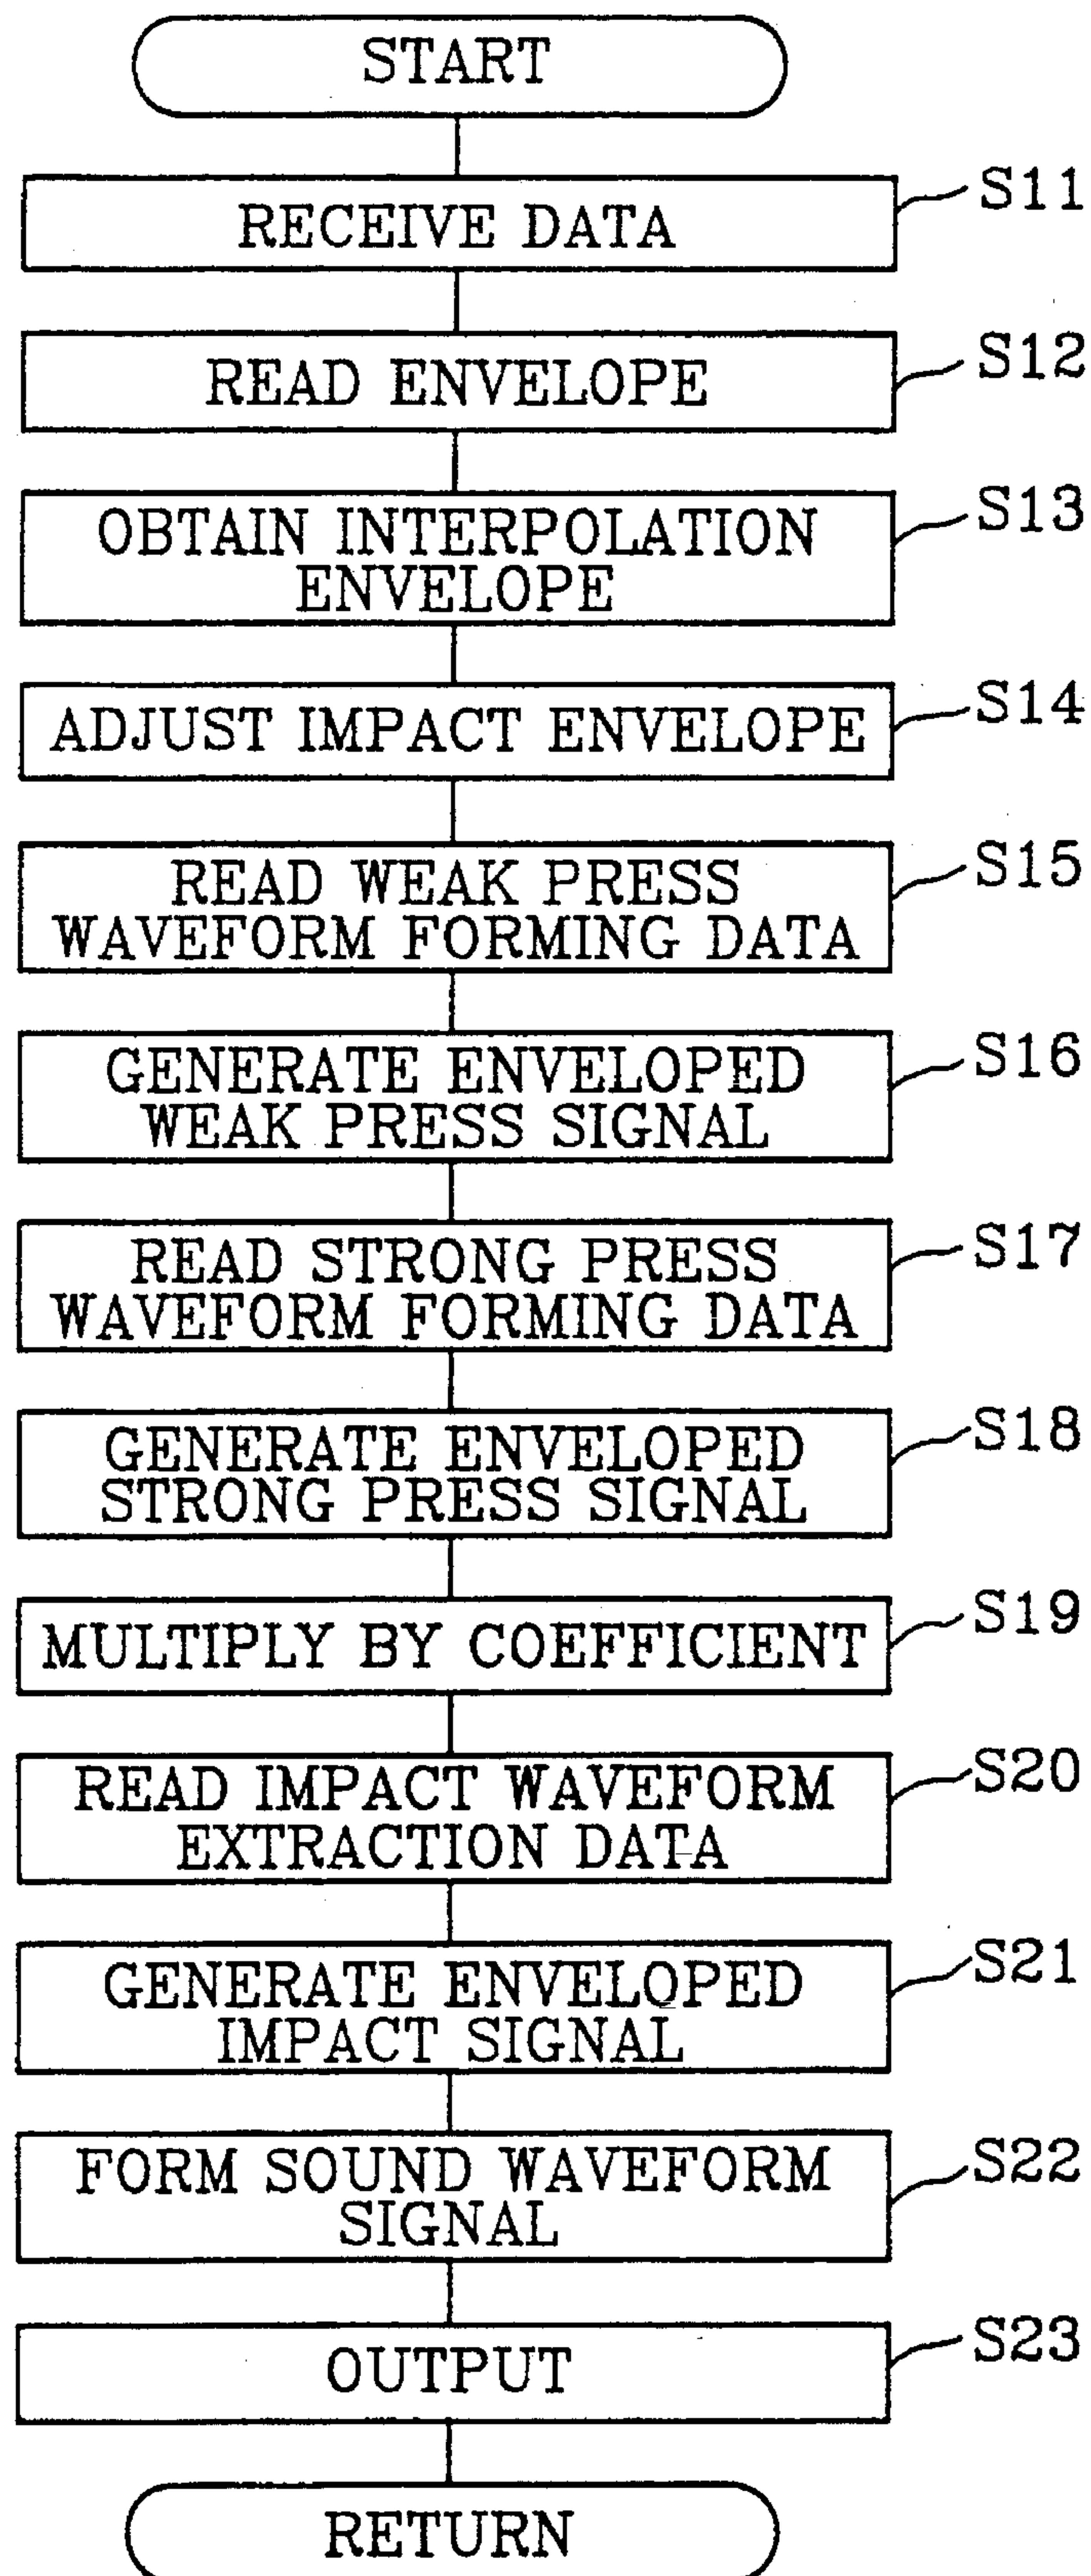 START
RECEIVE DATA
S11
READ ENVELOPE
S12
OBTAIN INTERPOLATION
ENVELOPE
S13
ADJUST IMPACT ENVELOPE
S14
READ WEAK PRESS
WAVEFORM FORMING DATA
S15
GENERATE ENVELOPED
WEAK PRESS SIGNAL
S16
READ STRONG PRESS
WAVEFORM FORMING DATA
S17
GENERATE ENVELOPED
STRONG PRESS SIGNAL
S18
MULTIPLY BY COEFFICIENT
S19
READ IMPACT WAVEFORM
EXTRACTION DATA
S20
GENERATE ENVELOPED
IMPACT SIGNAL
S21
FORM SOUND WAVEFORM
SIGNAL
S22
OUTPUT
S23
RETURN